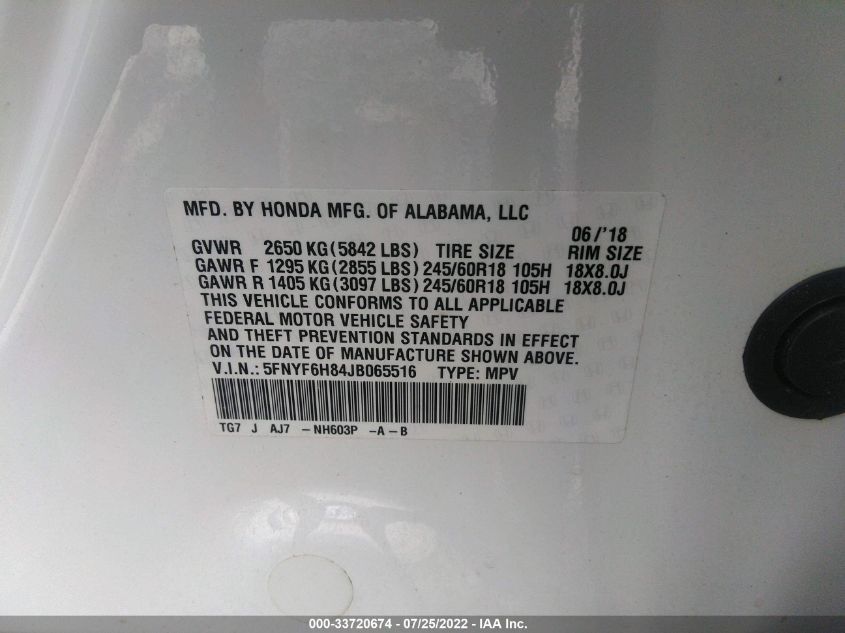 MFD. BY HONDA MFG. OF ALABAMA, LLC
06/'18
GVWR 2650 KG (5842 LBS) TIRE SIZE RIM SIZE
GAWR F 1295 KG (2855 LBS) 245/60R18 105H 18X8.0J
GAWR R 1405 KG (3097 LBS) 245/60R18 105H 18X8.0J
THIS VEHICLE CONFORMS TO ALL APPLICABLE
FEDERAL MOTOR VEHICLE SAFETY
AND THEFT PREVENTION STANDARDS IN EFFECT
ON THE DATE OF MANUFACTURE SHOWN ABOVE.
V.I.N.: 5FNYF6H84JB065516 TYPE: MPV
TG7 J AJ7 -NH603P -A-B
000-33720674 - 07/25/2022 - IAA Inc.